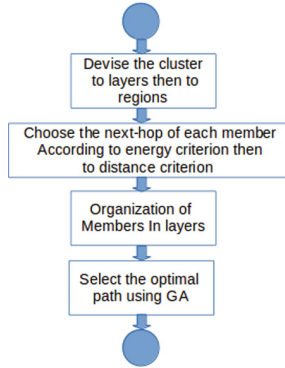 Devise the cluster
to layers then to
regions
Choose the next-hop of each member
According to energy criterion then
to distance criterion
Organization of
Members In layers
Select the optimal
path using GA